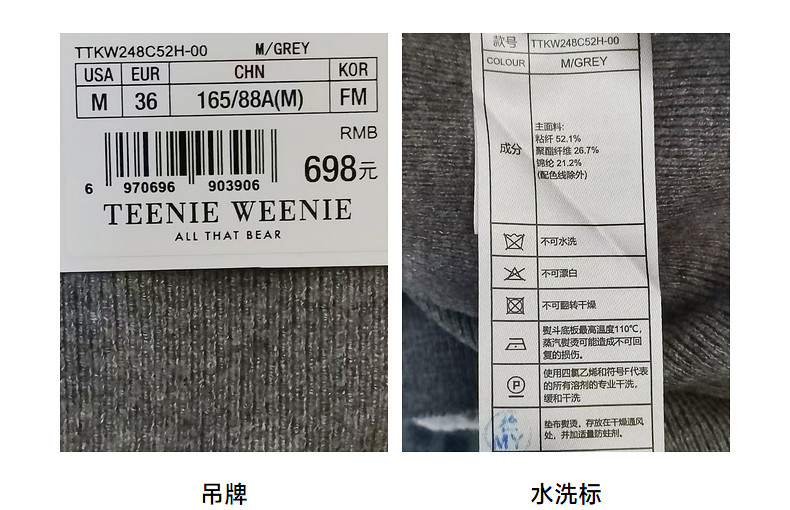 TTKW248C52H-00 M/GREY
USA EUR CHN KOR
M 36 165/88A(M) FM
RMB
698元
6 970696 903906
TEENIE WEENIE
ALL THAT BEAR
款号 TTKW248C52H-00
COLOUR M/GREY
成分
主面料:
粘纤 52.1%
聚酯纤维 26.7%
锦纶 21.2%
(配色线除外)
不可水洗
不可漂白
不可翻转干燥
熨斗底板最高温度110℃,
蒸汽熨烫可能造成不可回
复的损伤。
P
使用四氯乙烯和符号F代表
的所有溶剂的专业干洗,
缓和干洗
垫布熨烫, 存放在干燥通风
处, 并加适量防蛀剂。
MY
吊牌
水洗标